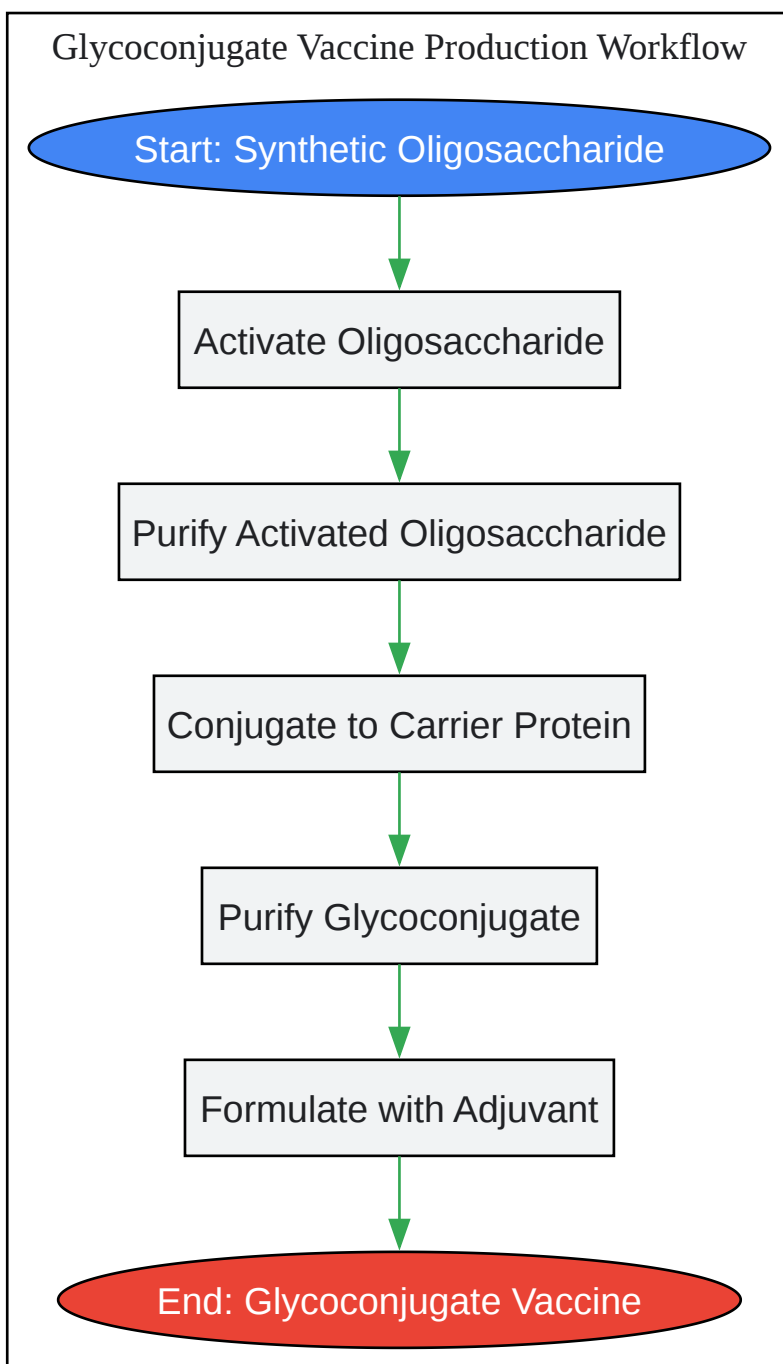 Glycoconjugate Vaccine Production Workflow
Start: Synthetic Oligosaccharide
Activate Oligosaccharide
Purify Activated Oligosaccharide
Conjugate to Carrier Protein
Purify Glycoconjugate
Formulate with Adjuvant
End: Glycoconjugate Vaccine